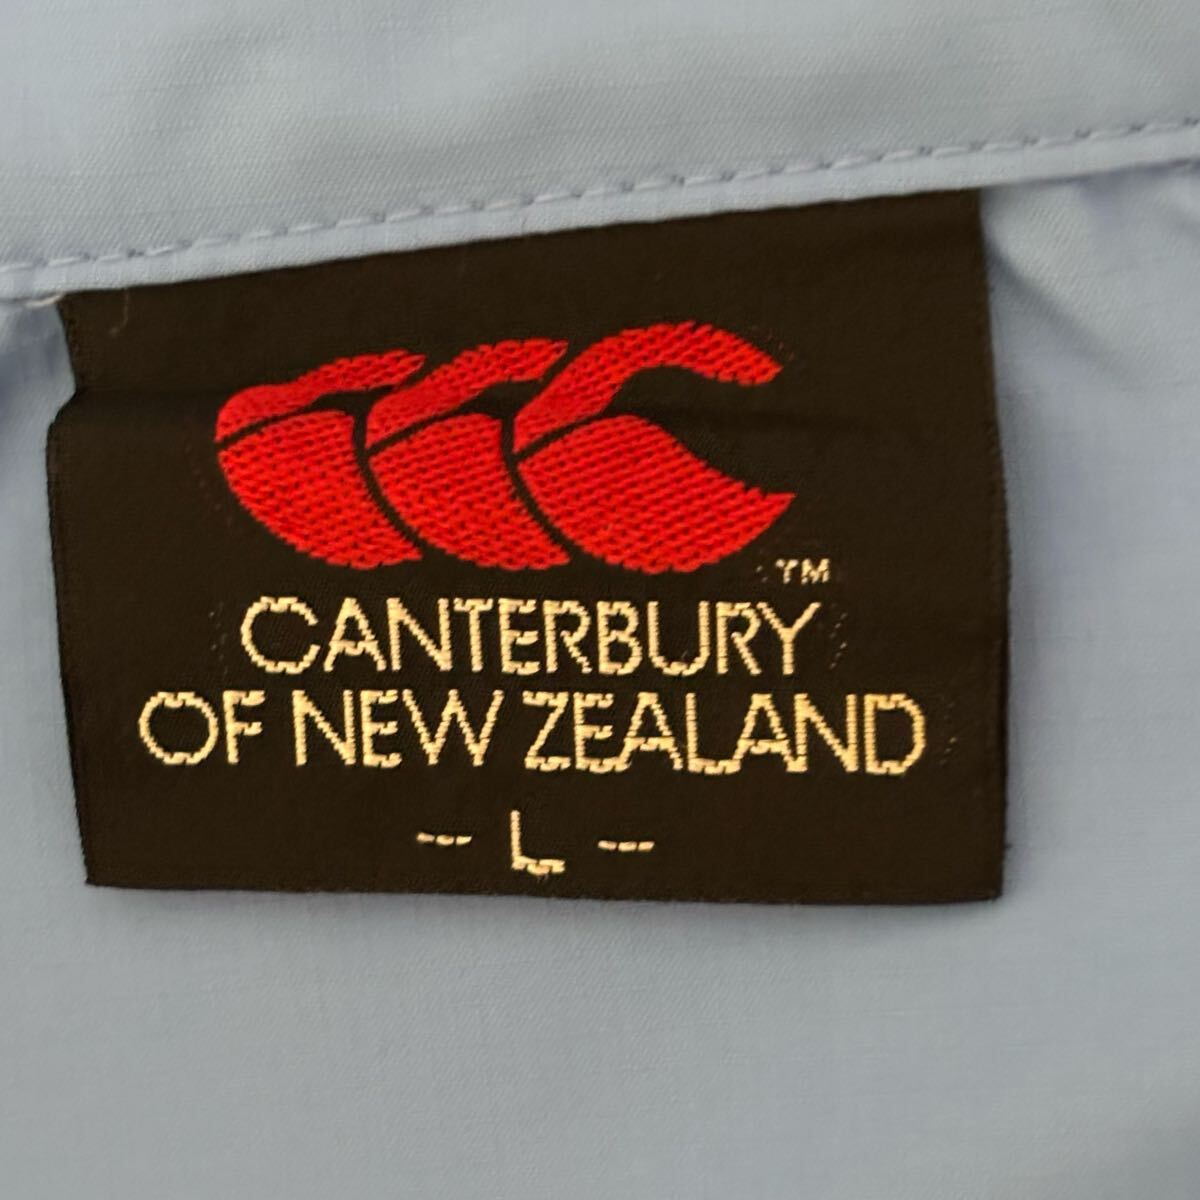 TM
CANTERBURY
OF NEW ZEALAND
- L -